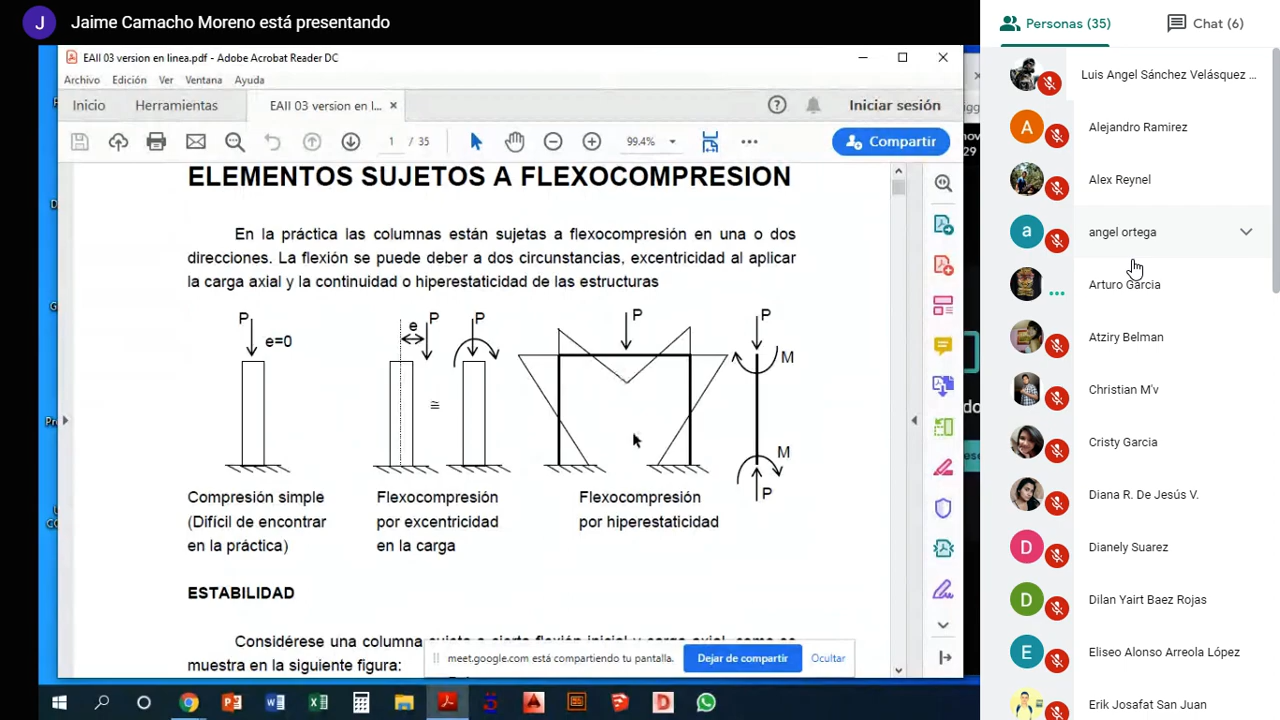 J
Jaime Camacho Moreno está presentando
Personas (35)
Chat (6)
EAII 03 version en linea.pdf - Adobe Acrobat Reader DC
Archivo Edición Ver Ventana Ayuda
Inicio Herramientas EAII 03 version en l... × Iniciar sesión
1 / 35 99.4% Compartir
ELEMENTOS SUJETOS A FLEXOCOMPRESION
En la práctica las columnas están sujetas a flexocompresión en una o dos
direcciones. La flexión se puede deber a dos circunstancias, excentricidad al aplicar
la carga axial y la continuidad o hiperestaticidad de las estructuras
P e=0
e P P
≅
P
P M
M
P
Compresión simple
(Difícil de encontrar
en la práctica)
Flexocompresión
por excentricidad
en la carga
Flexocompresión
por hiperestaticidad
ESTABILIDAD
Considérese una columna
muestra en la siguiente figura:
meet.google.com está compartiendo tu pantalla. Dejar de compartir Ocultar
Luis Angel Sánchez Velásquez ...
A Alejandro Ramirez
Alex Reynel
a angel ortega
Arturo Garcia
Atziry Belman
Christian M'v
Cristy Garcia
Diana R. De Jesús V.
D Dianely Suarez
D Dilan Yairt Baez Rojas
E Eliseo Alonso Arreola López
Erik Josafat San Juan